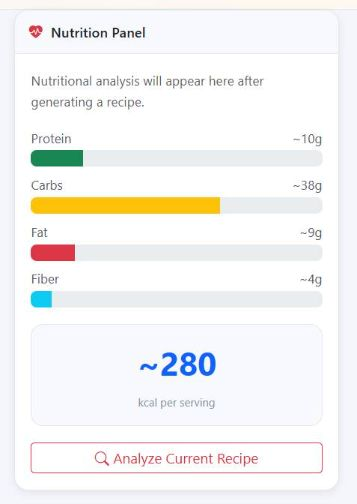 Nutrition Panel
Nutritional analysis will appear here after
generating a recipe.
Protein ~10g
Carbs ~38g
Fat ~9g
Fiber ~4g
~280
kcal per serving
Analyze Current Recipe